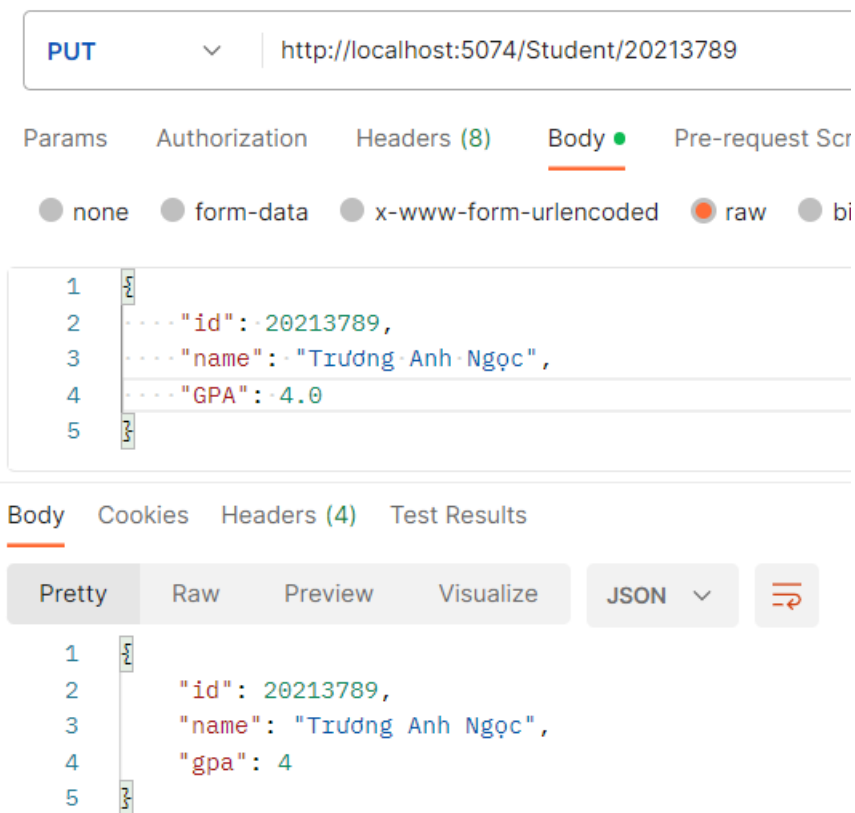 PUT http://localhost:5074/Student/20213789
Params Authorization Headers (8) Body Pre-request Scr
none form-data x-www-form-urlencoded raw bi
1 {
2 "id": 20213789,
3 "name": "Trương Anh Ngọc",
4 "GPA": 4.0
5 }
Body Cookies Headers (4) Test Results
Pretty Raw Preview Visualize JSON
1 {
2 "id": 20213789,
3 "name": "Trương Anh Ngọc",
4 "gpa": 4
5 }